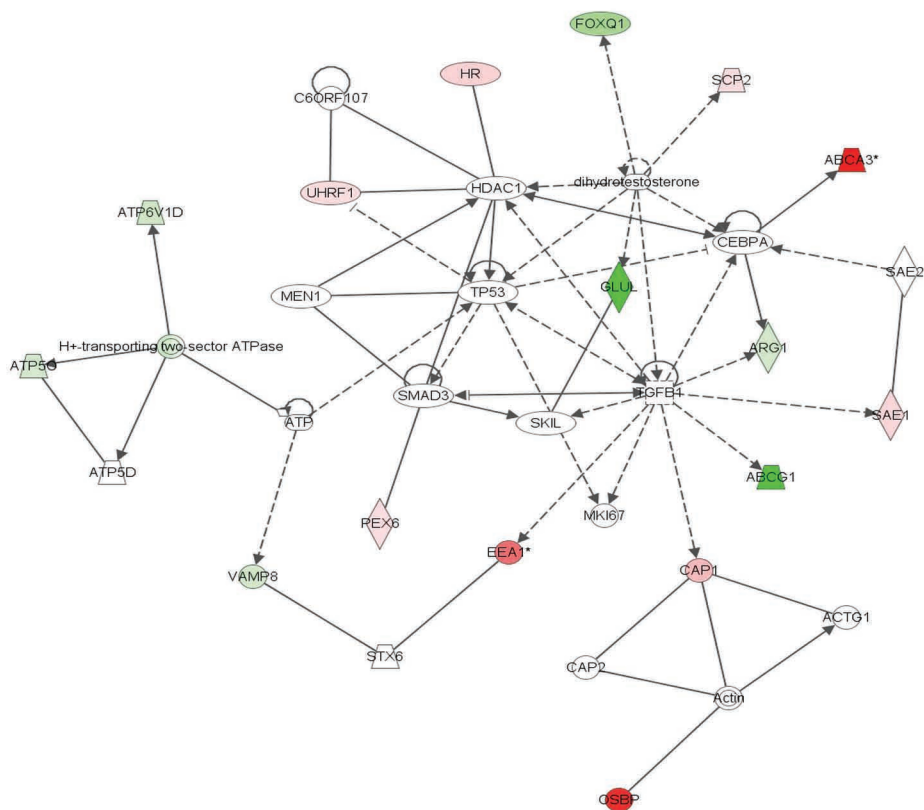 FOXQ1
HR
SCP2
C6ORF107
ABCA3*
UHRF1
HDAC1
dihydrotestosterone
ATP6V1D
CEBPA
SAE2
MEN1
TP53
GLUL
H+-transporting two-sector ATPase
ARG1
ATP5G
SMAD3
TGFB1
SAE1
ATP
SKIL
ATP5D
ABCG1
PEX6
MKI67
EEA1*
VAMP8
CAP1
ACTG1
STX6
CAP2
Actin
OSBP